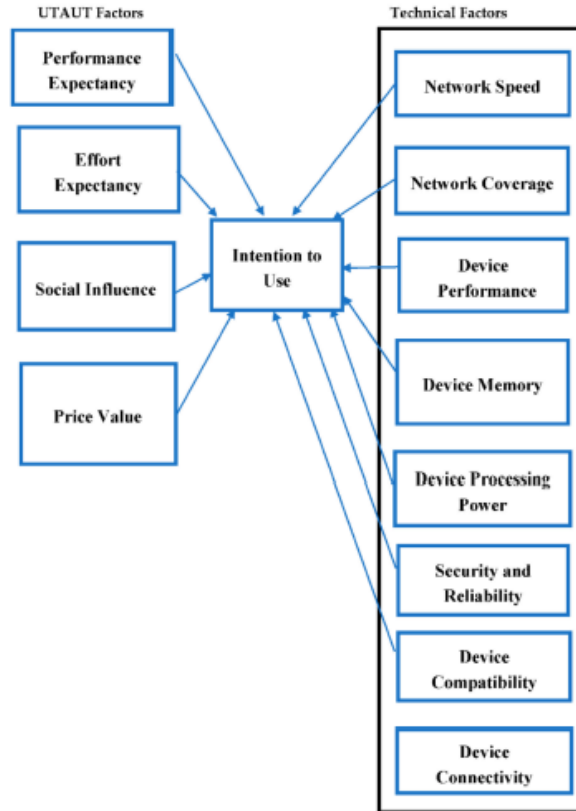 UTAUT Factors
Performance
Expectancy
Effort
Expectancy
Social Influence
Price Value
Intention to
Use
Technical Factors
Network Speed
Network Coverage
Device
Performance
Device Memory
Device Processing
Power
Security and
Reliability
Device
Compatibility
Device
Connectivity